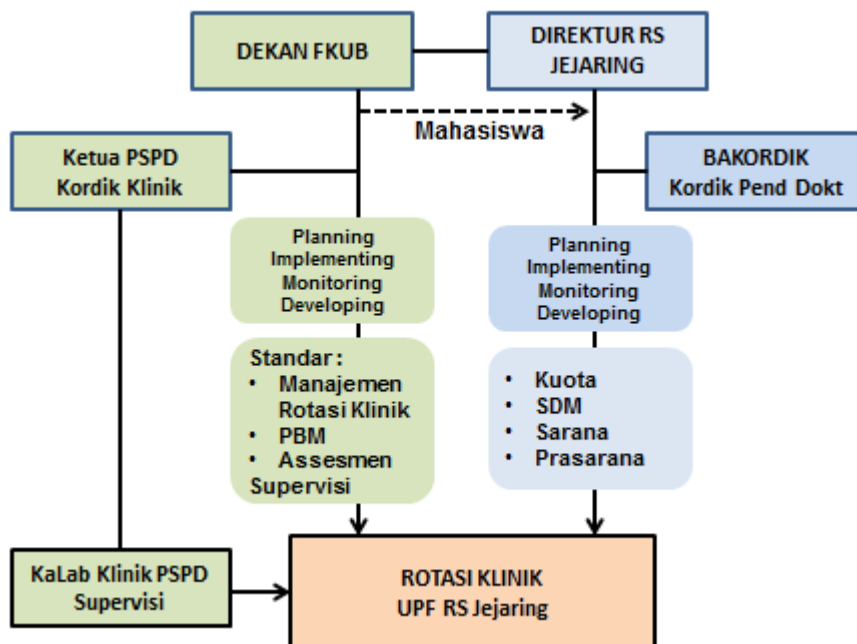 DEKAN FKUB
DIREKTUR RS
JEJARING
Mahasiswa
Ketua PSPD
Kordik Klinik
BAKORDIK
Kordik Pend Dokt
Planning
Implementing
Monitoring
Developing
Planning
Implementing
Monitoring
Developing
Standar :
• Manajemen
Rotasi Klinik
• PBM
• Assesmen
Supervisi
• Kuota
• SDM
• Sarana
• Prasarana
KaLab Klinik PSPD
Supervisi
ROTASI KLINIK
UPF RS Jejaring